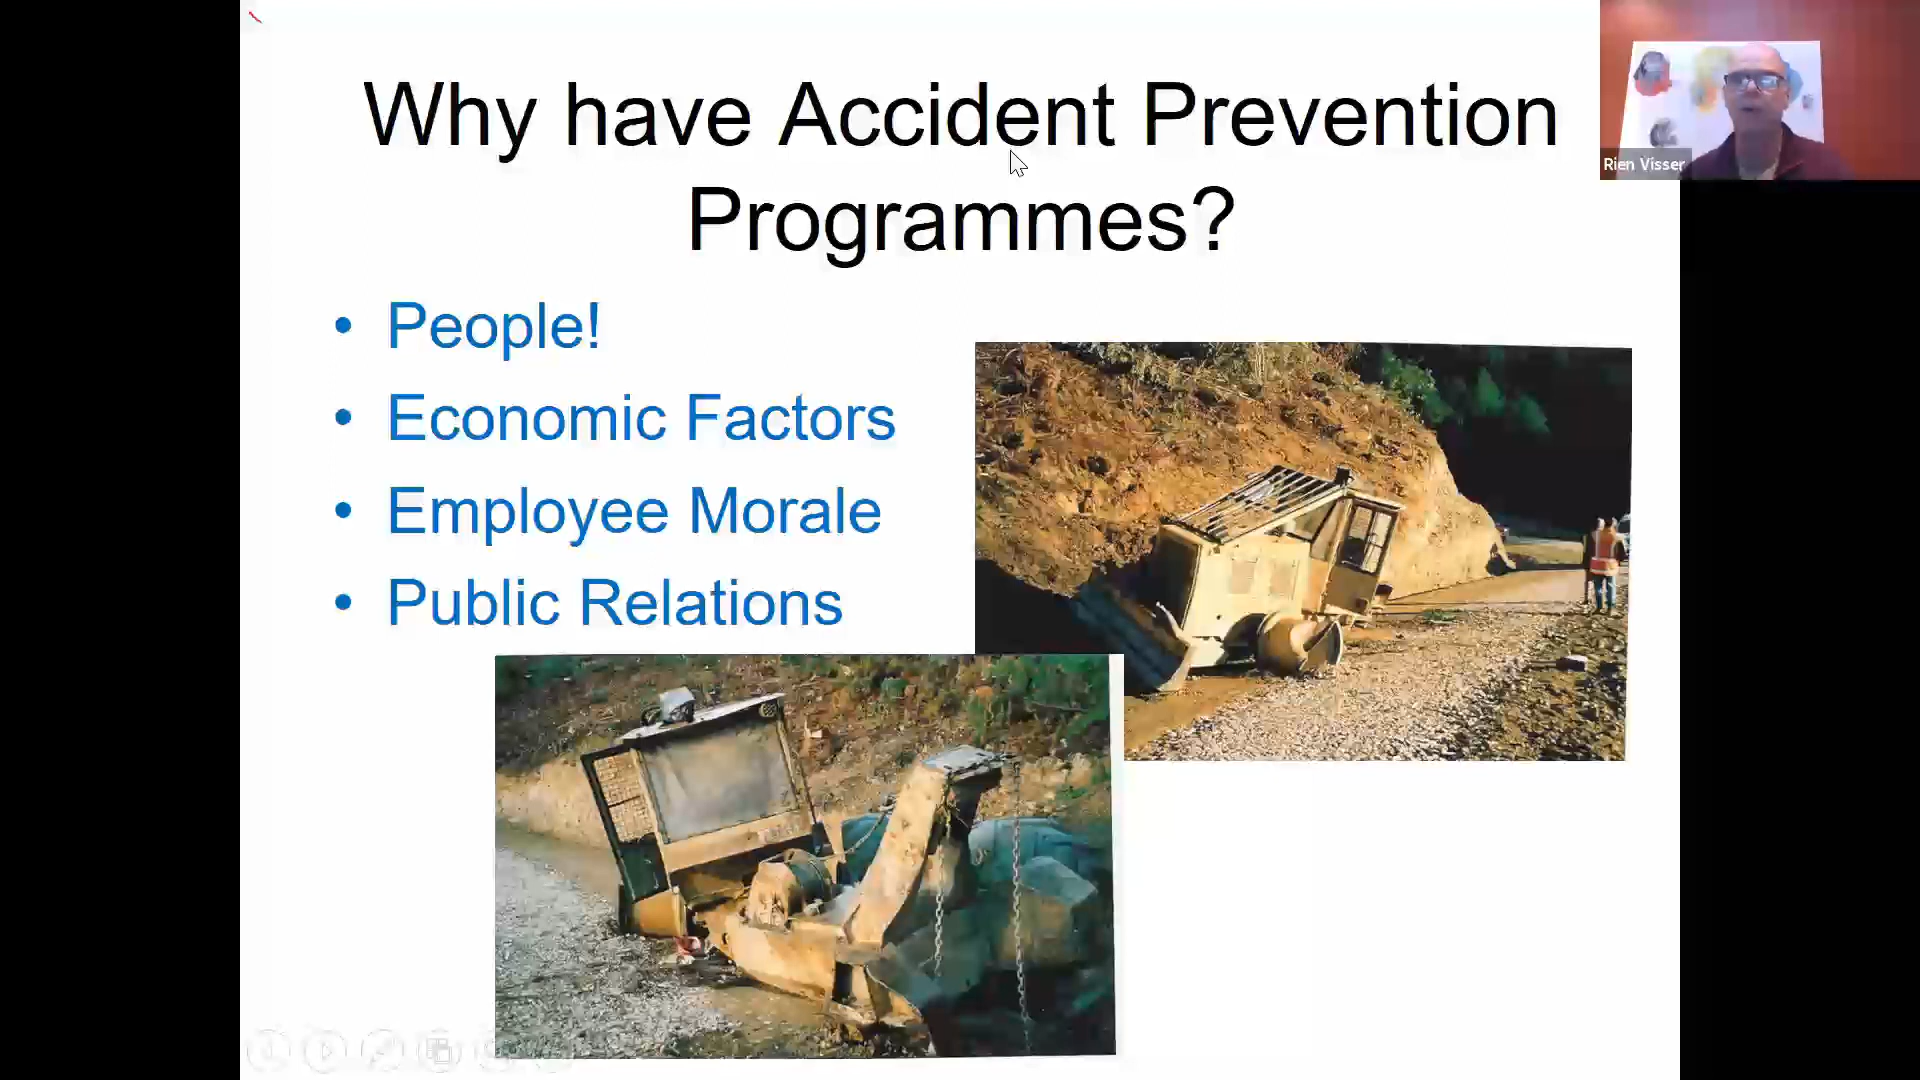 Why have Accident Prevention
Programmes?
• People!
• Economic Factors
• Employee Morale
• Public Relations
Rien Visser